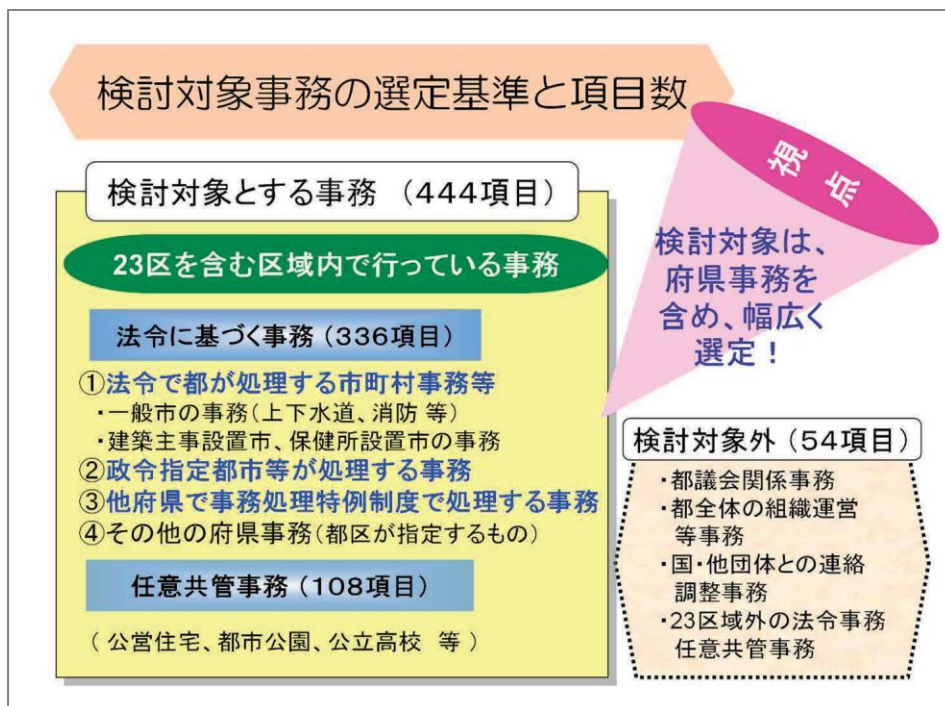 検討対象事務の選定基準と項目数
視点
検討対象は、
府県事務を
含め、幅広く
選定！
検討対象とする事務 （444項目）
23区を含む区域内で行っている事務
法令に基づく事務（336項目）
①法令で都が処理する市町村事務等
・一般市の事務（上下水道、消防 等）
・建築主事設置市、保健所設置市の事務
②政令指定都市等が処理する事務
③他府県で事務処理特例制度で処理する事務
④その他の府県事務（都区が指定するもの）
任意共管事務（108項目）
（ 公営住宅、都市公園、公立高校 等 ）
検討対象外（54項目）
・都議会関係事務
・都全体の組織運営
等事務
・国・他団体との連絡
調整事務
・23区域外の法令事務
任意共管事務